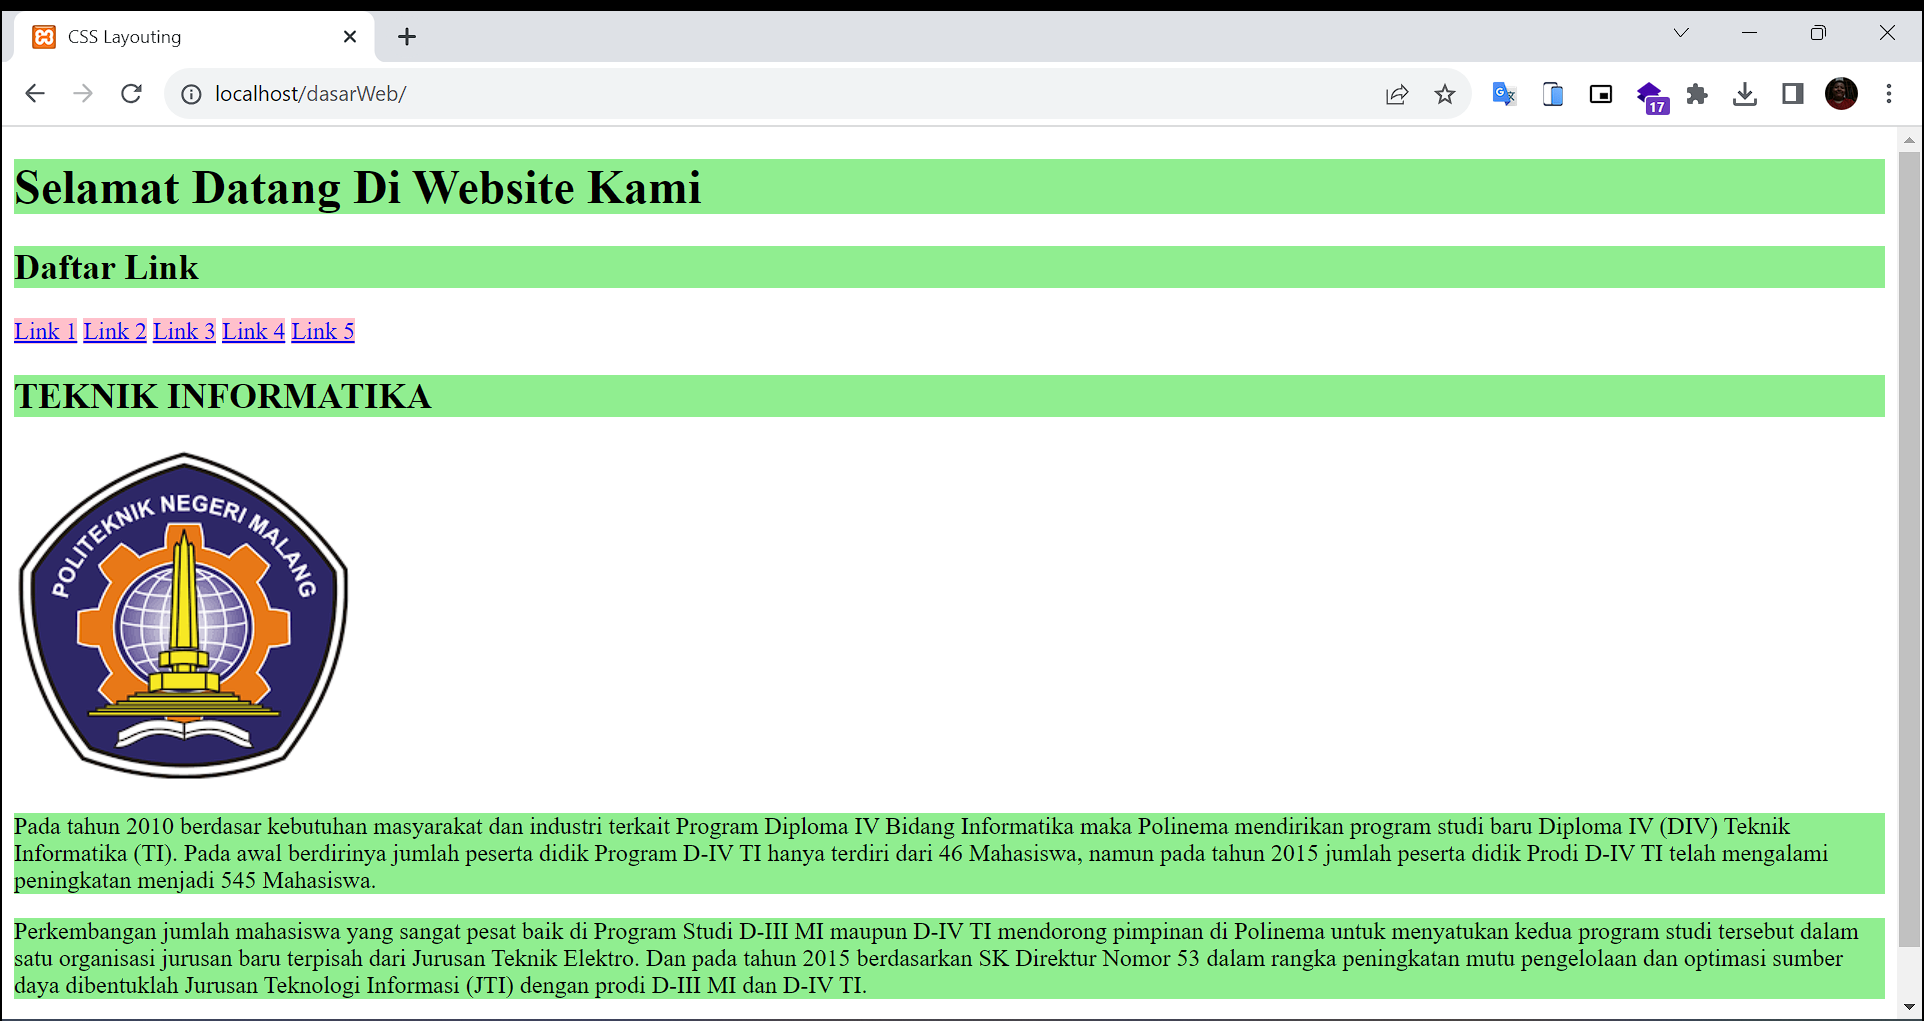 CSS Layouting
localhost/dasarWeb/
17
Selamat Datang Di Website Kami
Daftar Link
Link 1 Link 2 Link 3 Link 4 Link 5
TEKNIK INFORMATIKA
POLITEKNIK NEGERI MALANG
Pada tahun 2010 berdasar kebutuhan masyarakat dan industri terkait Program Diploma IV Bidang Informatika maka Polinema mendirikan program studi baru Diploma IV (DIV) Teknik
Informatika (TI). Pada awal berdirinya jumlah peserta didik Program D-IV TI hanya terdiri dari 46 Mahasiswa, namun pada tahun 2015 jumlah peserta didik Prodi D-IV TI telah mengalami
peningkatan menjadi 545 Mahasiswa.
Perkembangan jumlah mahasiswa yang sangat pesat baik di Program Studi D-III MI maupun D-IV TI mendorong pimpinan di Polinema untuk menyatukan kedua program studi tersebut dalam
satu organisasi jurusan baru terpisah dari Jurusan Teknik Elektro. Dan pada tahun 2015 berdasarkan SK Direktur Nomor 53 dalam rangka peningkatan mutu pengelolaan dan optimasi sumber
daya dibentuklah Jurusan Teknologi Informasi (JTI) dengan prodi D-III MI dan D-IV TI.